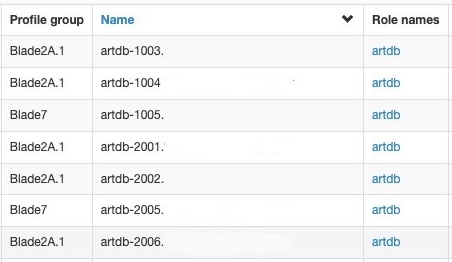 Profile group Name Role names
Blade2A.1 artdb-1003. artdb
Blade2A.1 artdb-1004 artdb
Blade7 artdb-1005. artdb
Blade2A.1 artdb-2001. artdb
Blade2A.1 artdb-2002. artdb
Blade7 artdb-2005. artdb
Blade2A.1 artdb-2006. artdb